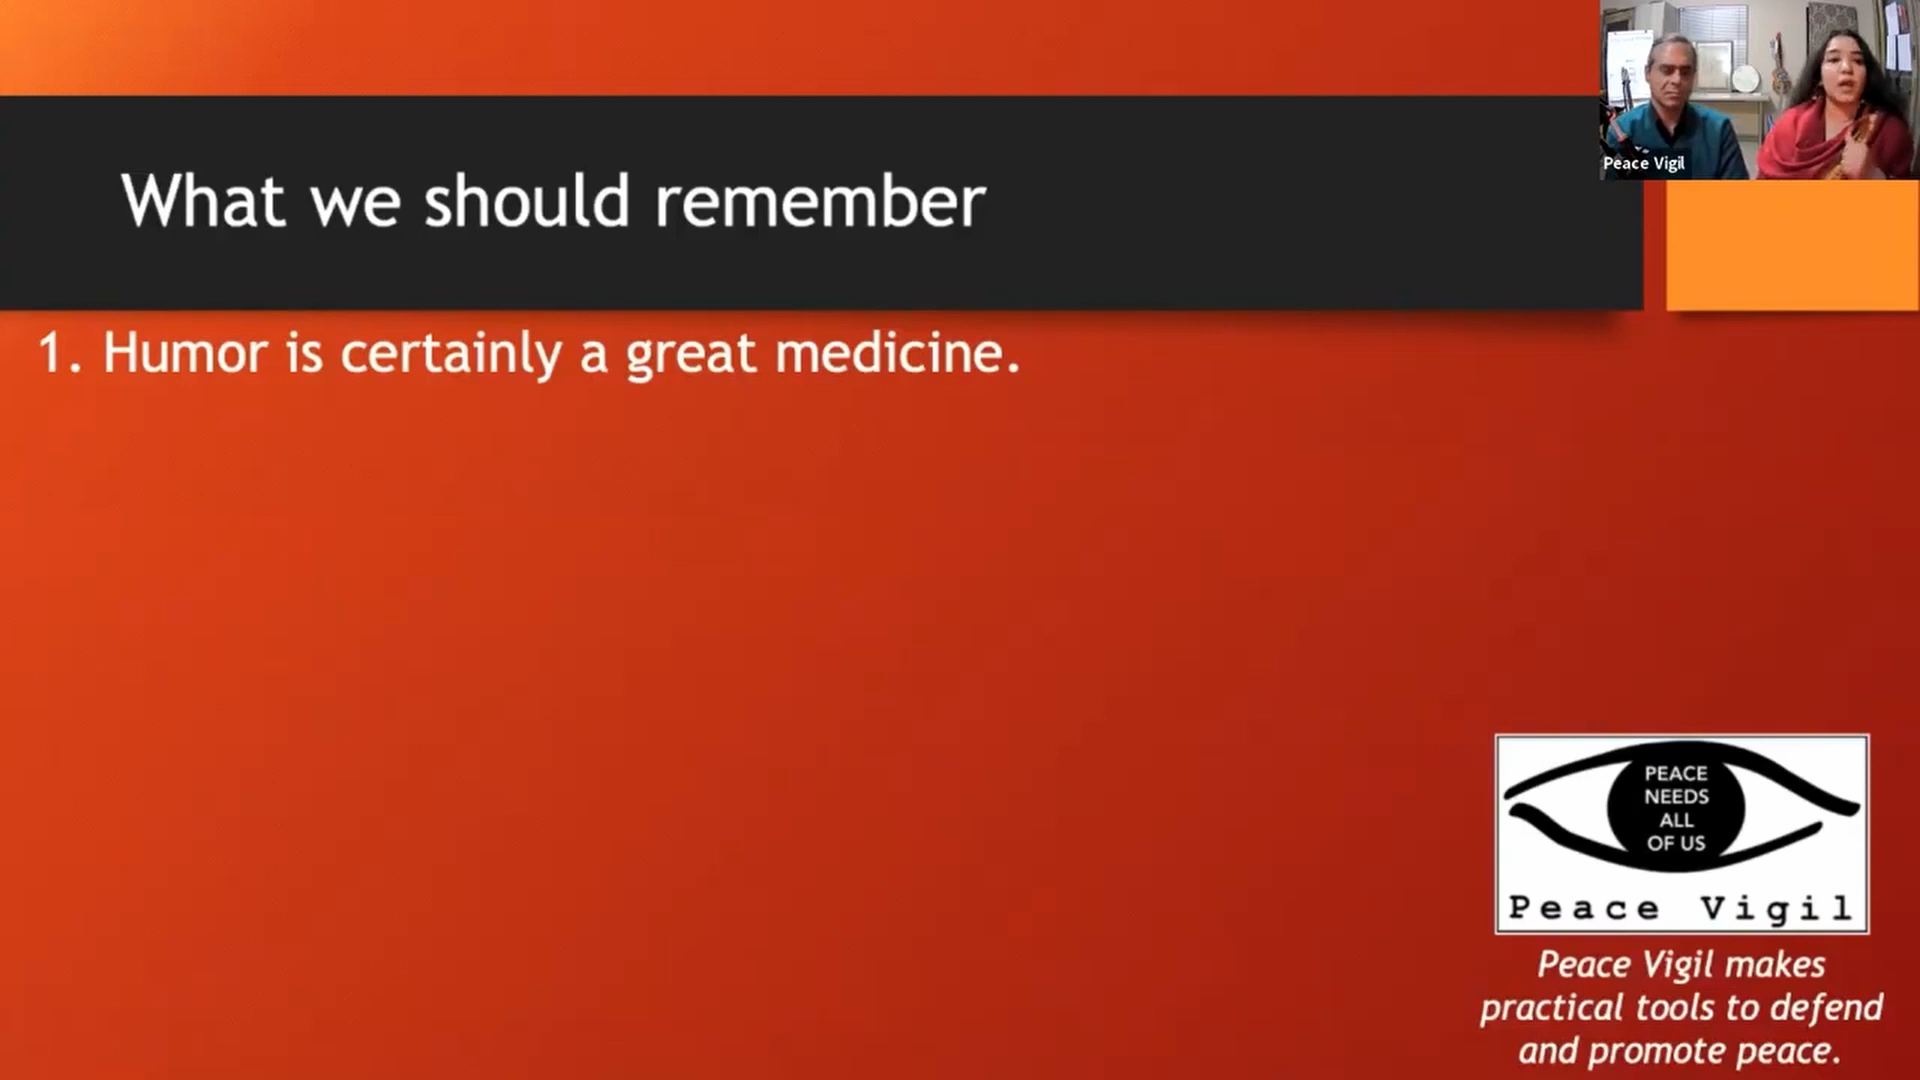 Peace Vigil
What we should remember
1. Humor is certainly a great medicine.
PEACE
NEEDS
ALL
OF US
Peace Vigil
Peace Vigil makes
practical tools to defend
and promote peace.